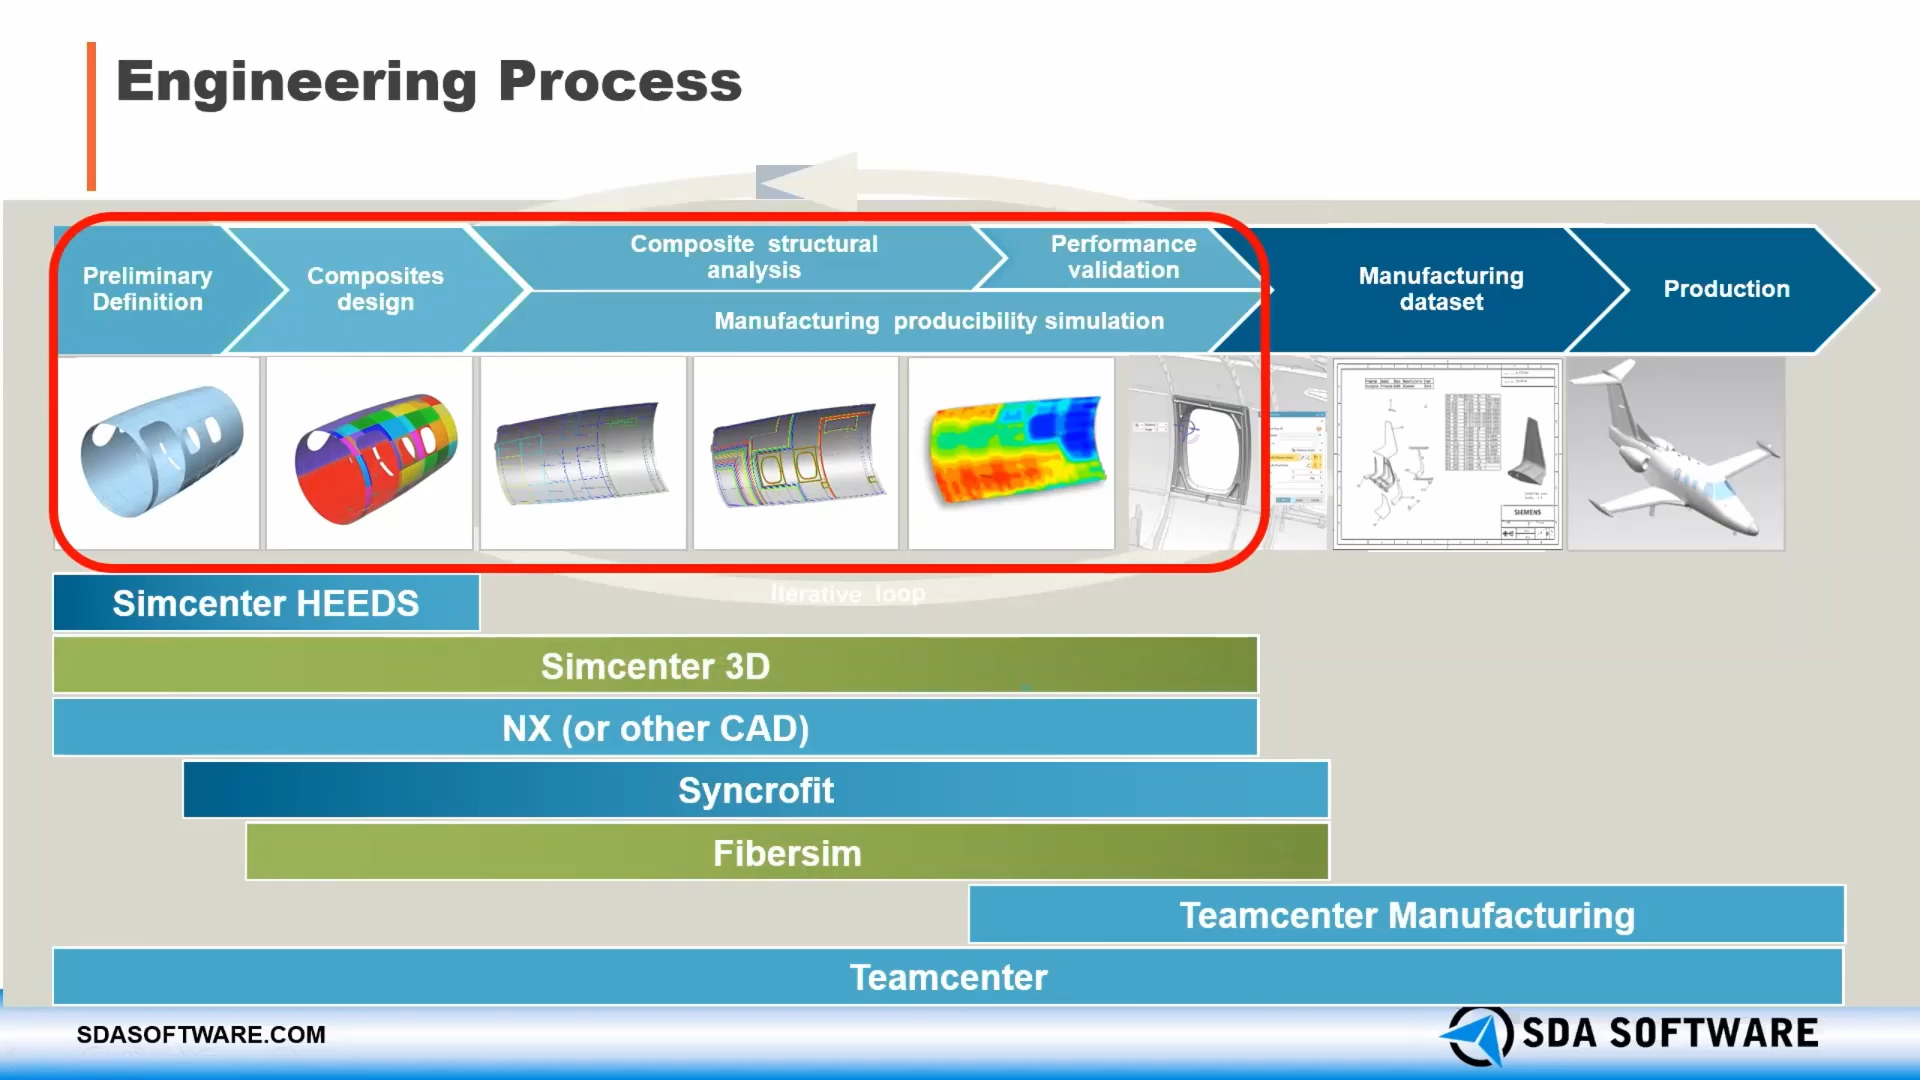 Engineering Process
Preliminary
Definition
Composites
design
Composite structural
analysis
Performance
validation
Manufacturing producibility simulation
Manufacturing
dataset
Production
SIEMENS
Iterative loop
Simcenter HEEDS
Simcenter 3D
NX (or other CAD)
Syncrofit
Fibersim
Teamcenter Manufacturing
Teamcenter
SDASOFTWARE.COM
SDA SOFTWARE